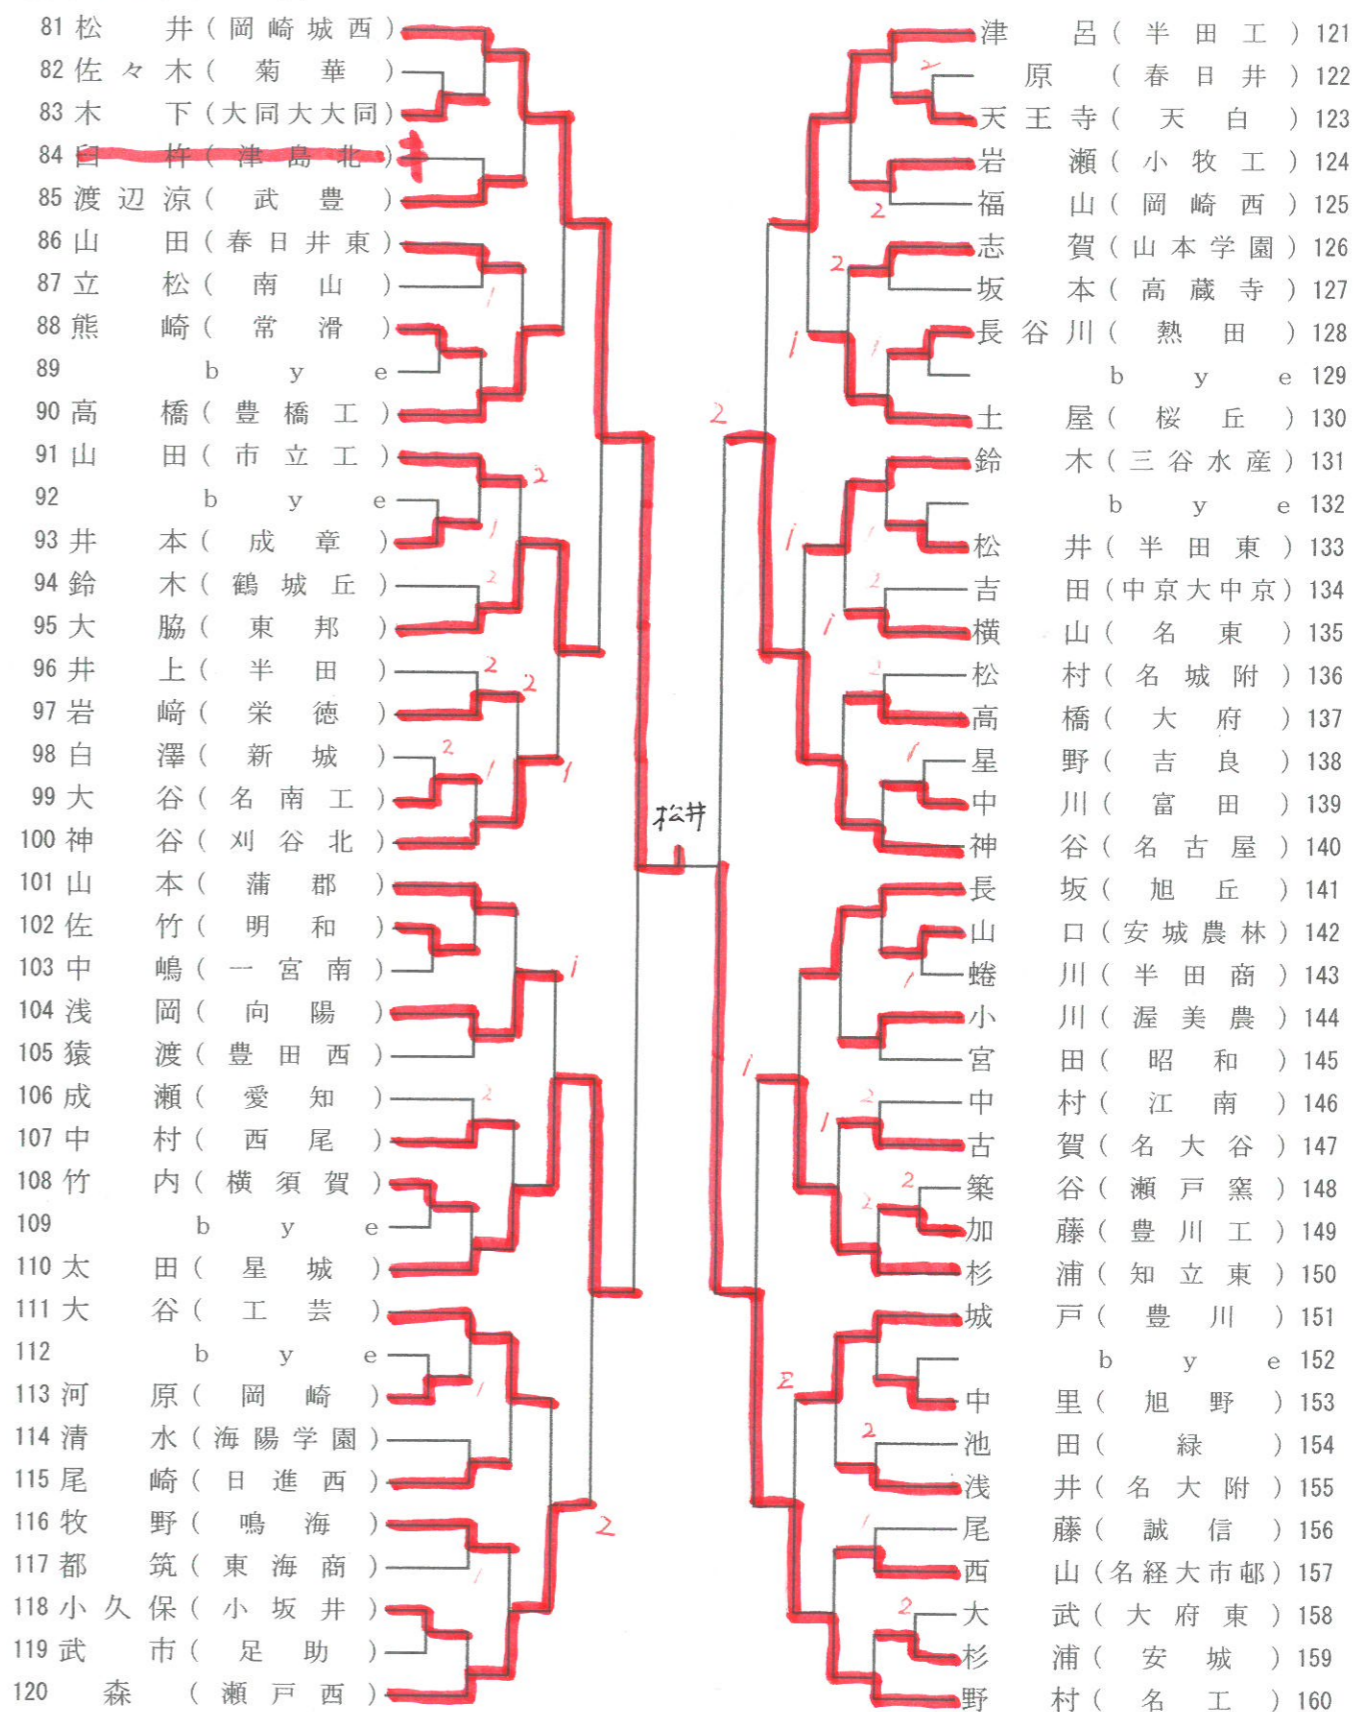 81 松井(岡崎城西)
82 佐々木(菊華)
83 木下(大同大大同)
84 臼杵(津島北)
85 渡辺涼(武豊)
86 山田(春日井東)
87 立松(南山)
1
88 熊崎(常滑)
89 bye
90 高橋(豊橋工)
91 山田(市立工)
2
92 bye
1
93 井本(成章)
94 鈴木(鶴城丘)
2
95 大脇(東邦)
96 井上(半田)
2
97 岩﨑(栄徳)
2
98 白澤(新城)
2
99 大谷(名南工)
1
1
100 神谷(刈谷北)
101 山本(蒲郡)
102 佐竹(明和)
103 中嶋(一宮南)
1
104 浅岡(向陽)
105 猿渡(豊田西)
106 成瀬(愛知)
2
107 中村(西尾)
108 竹内(横須賀)
109 bye
110 太田(星城)
111 大谷(工芸)
112 bye
113 河原(岡崎)
1
114 清水(海陽学園)
115 尾崎(日進西)
116 牧野(鳴海)
2
117 都筑(東海商)
1
118 小久保(小坂井)
119 武市(足助)
120 森(瀬戸西)
松井
津呂(半田工) 121
2
原(春日井) 122
天王寺(天白) 123
岩瀬(小牧工) 124
2
福山(岡崎西) 125
志賀(山本学園) 126
2
坂本(高蔵寺) 127
長谷川(熱田) 128
1
1
bye 129
土屋(桜丘) 130
2
鈴木(三谷水産) 131
bye 132
1
松井(半田東) 133
1
吉田(中京大中京) 134
2
横山(名東) 135
1
松村(名城附) 136
2
高橋(大府) 137
星野(吉良) 138
1
中川(富田) 139
神谷(名古屋) 140
長坂(旭丘) 141
山口(安城農林) 142
蜷川(半田商) 143
1
小川(渥美農) 144
宮田(昭和) 145
1
中村(江南) 146
2
古賀(名大谷) 147
1
築谷(瀬戸窯) 148
2
加藤(豊川工) 149
2
杉浦(知立東) 150
城戸(豊川) 151
bye 152
中里(旭野) 153
2
池田(緑) 154
2
浅井(名大附) 155
尾藤(誠信) 156
1
西山(名経大市邨) 157
大武(大府東) 158
2
杉浦(安城) 159
野村(名工) 160